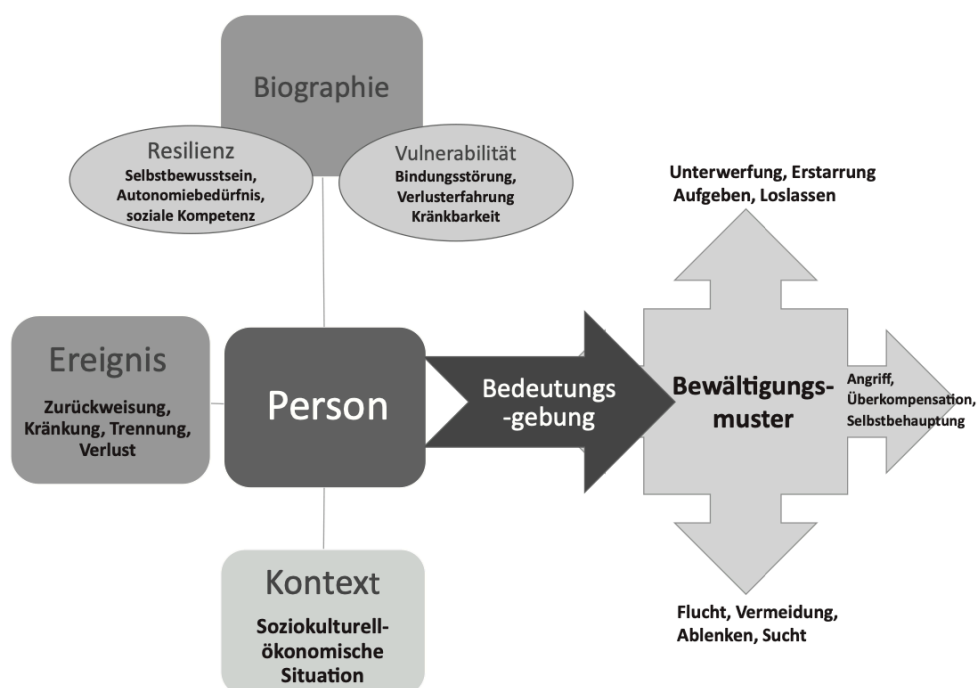 Biographie
Resilienz
Selbstbewusstsein,
Autonomiebedürfnis,
soziale Kompetenz
Vulnerabilität
Bindungsstörung,
Verlusterfahrung
Kränkbarkeit
Ereignis
Zurückweisung,
Kränkung, Trennung,
Verlust
Person
Kontext
Soziokulturell-
ökonomische
Situation
Bedeutungs
-gebung
Bewältigungs-
muster
Unterwerfung, Erstarrung
Aufgeben, Loslassen
Angriff,
Überkompensation,
Selbstbehauptung
Flucht, Vermeidung,
Ablenken, Sucht